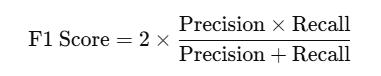 F1 Score = 2 × Precision × Recall / Precision + Recall